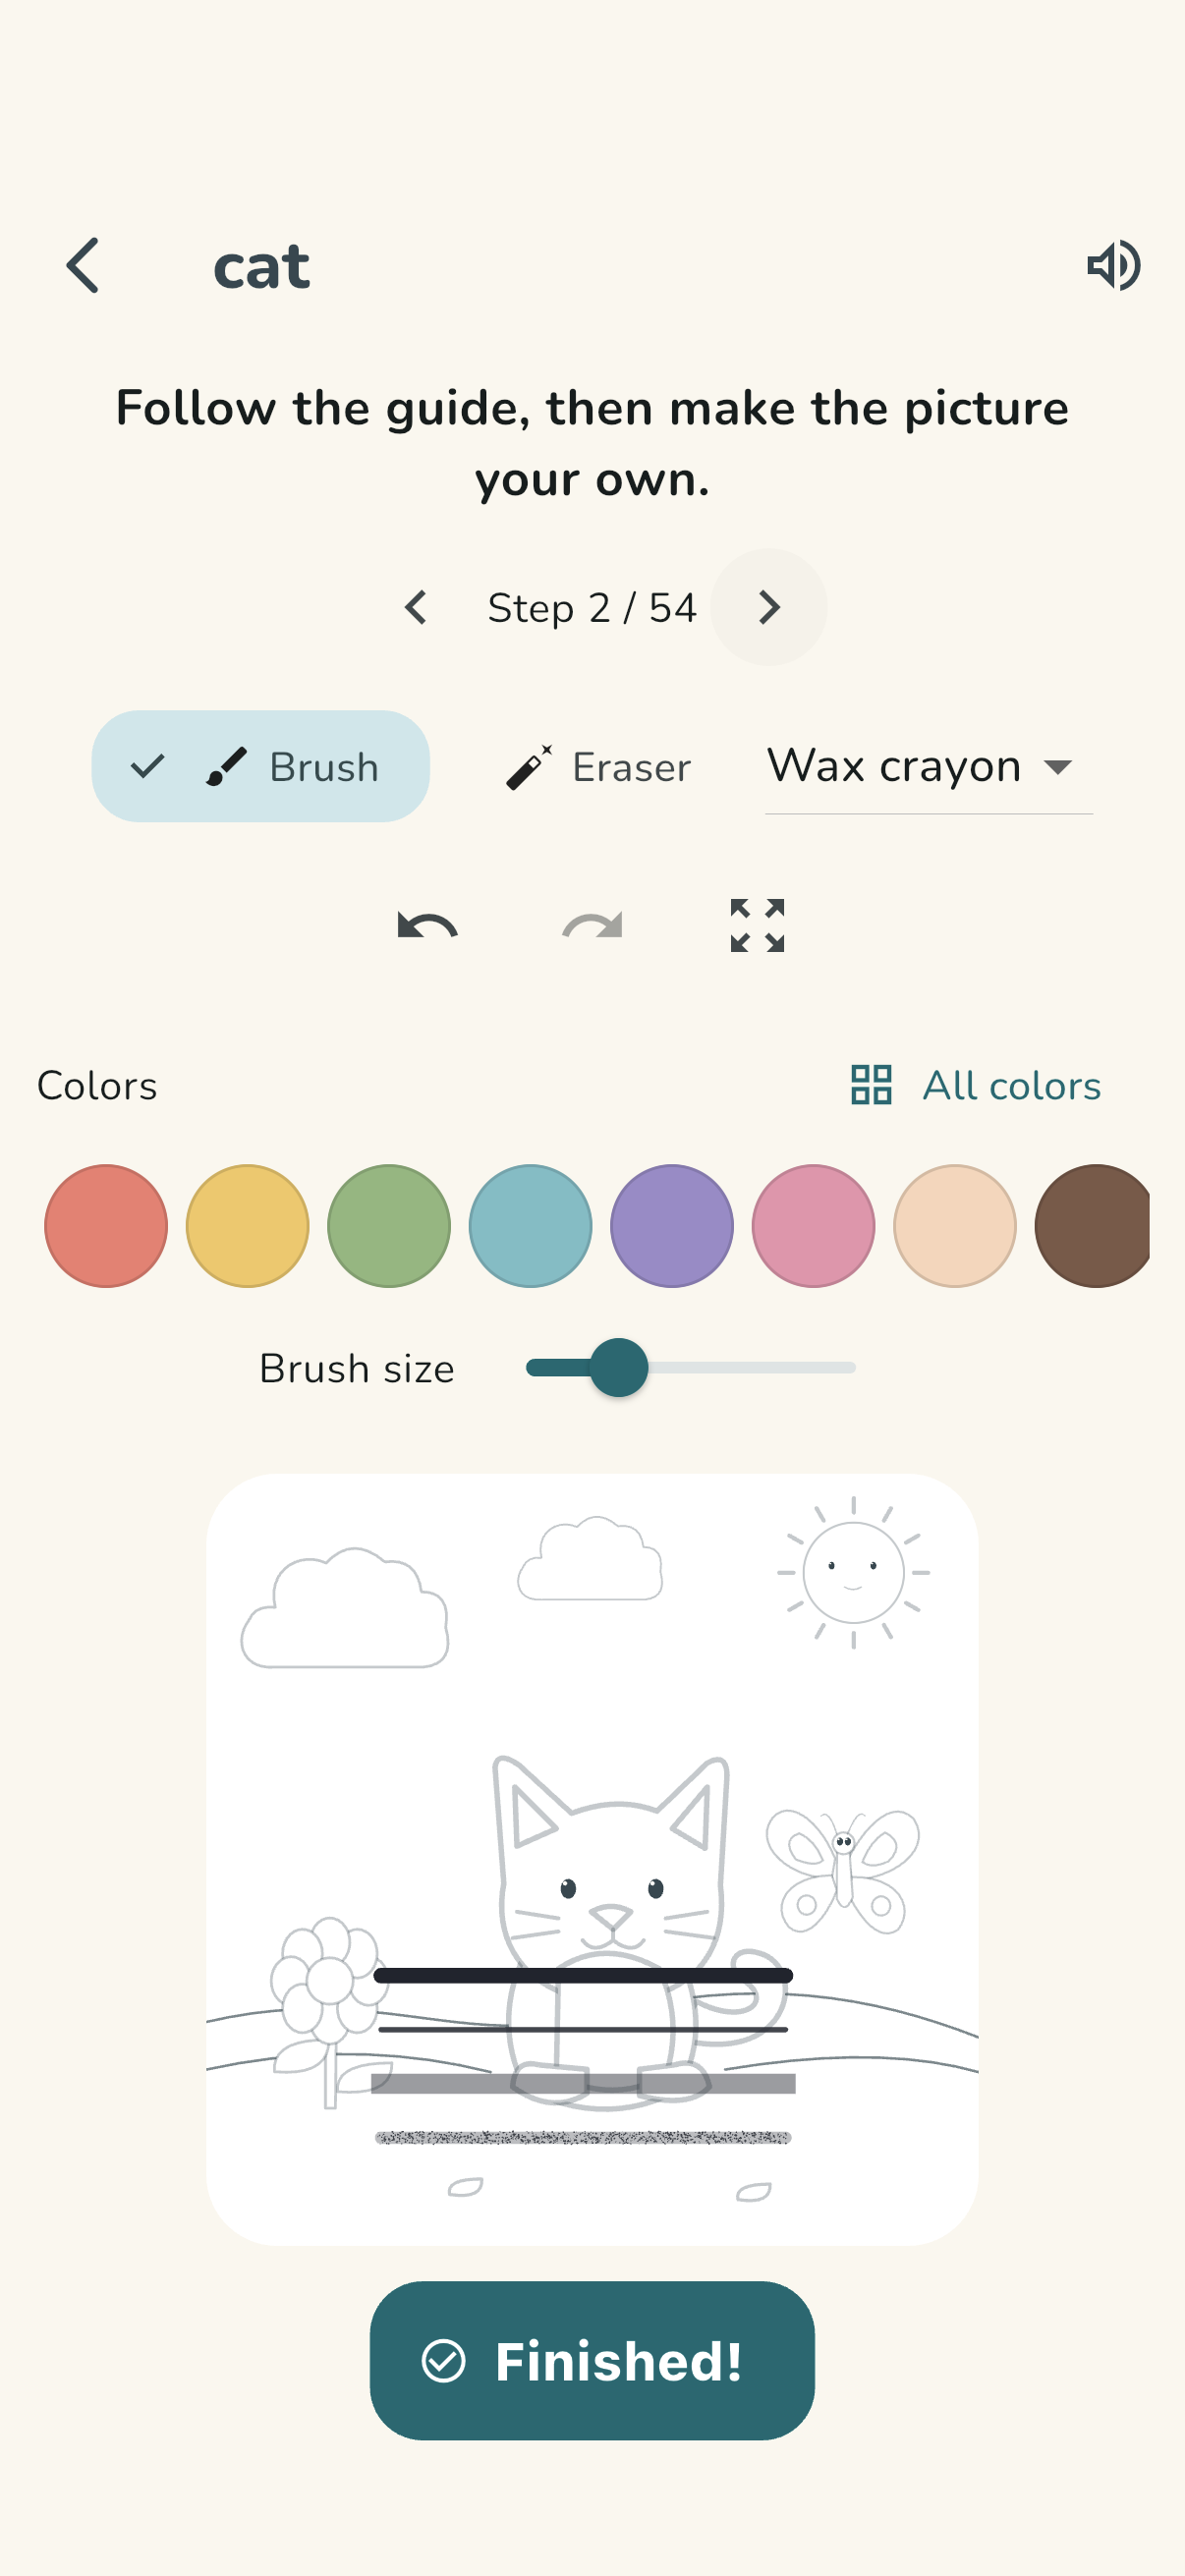 cat
Follow the guide, then make the picture
your own.
Step 2 / 54
Brush
Eraser
Wax crayon
Colors
All colors
Brush size
Finished!